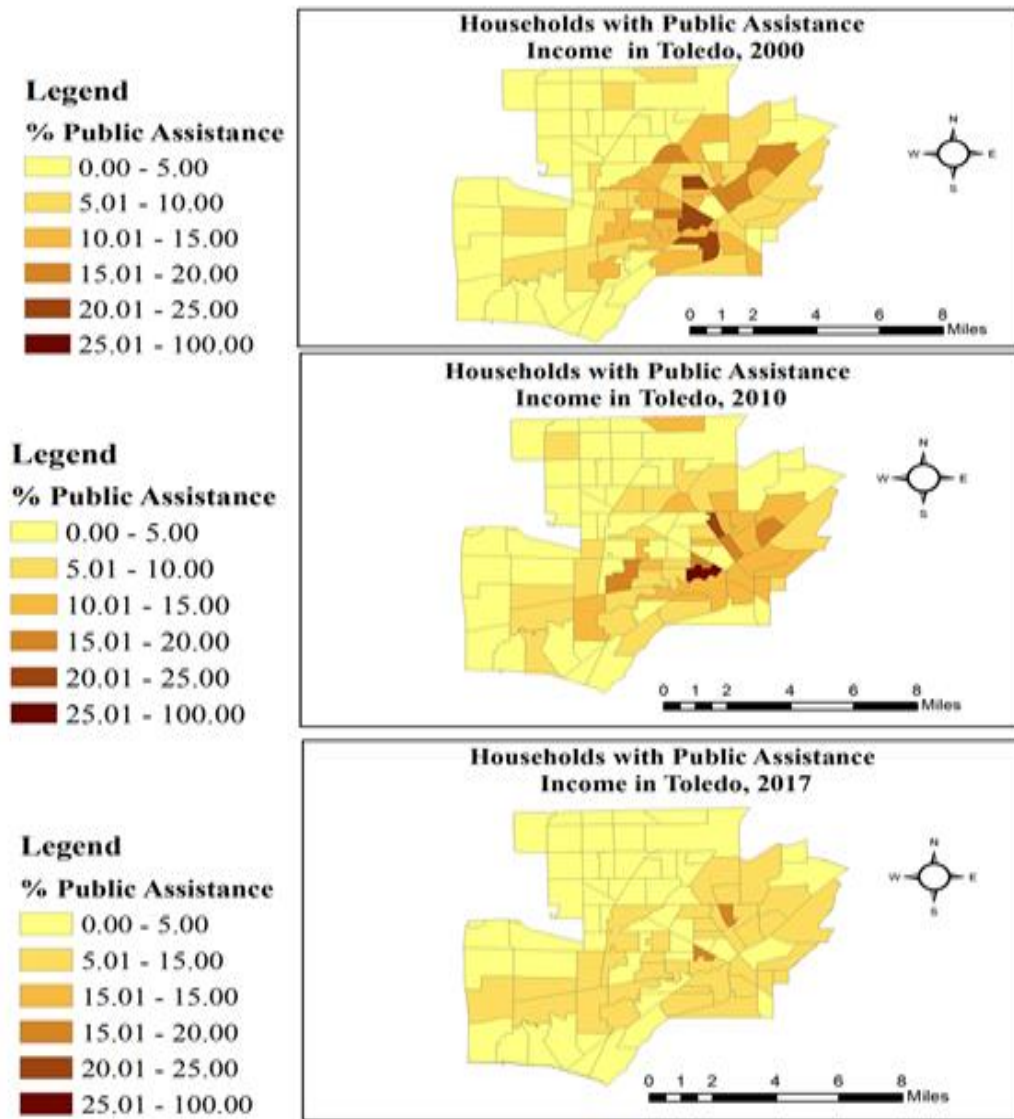 Households with Public Assistance
Income in Toledo, 2000
Legend
% Public Assistance
0.00 - 5.00
5.01 - 10.00
10.01 - 15.00
15.01 - 20.00
20.01 - 25.00
25.01 - 100.00
N
W E
S
0 1 2 4 6 8
Miles
Households with Public Assistance
Income in Toledo, 2010
Legend
% Public Assistance
0.00 - 5.00
5.01 - 10.00
10.01 - 15.00
15.01 - 20.00
20.01 - 25.00
25.01 - 100.00
N
W E
S
0 1 2 4 6 8
Miles
Households with Public Assistance
Income in Toledo, 2017
Legend
% Public Assistance
0.00 - 5.00
5.01 - 15.00
15.01 - 15.00
15.01 - 20.00
20.01 - 25.00
25.01 - 100.00
N
W E
S
0 1 2 4 6 8
Miles